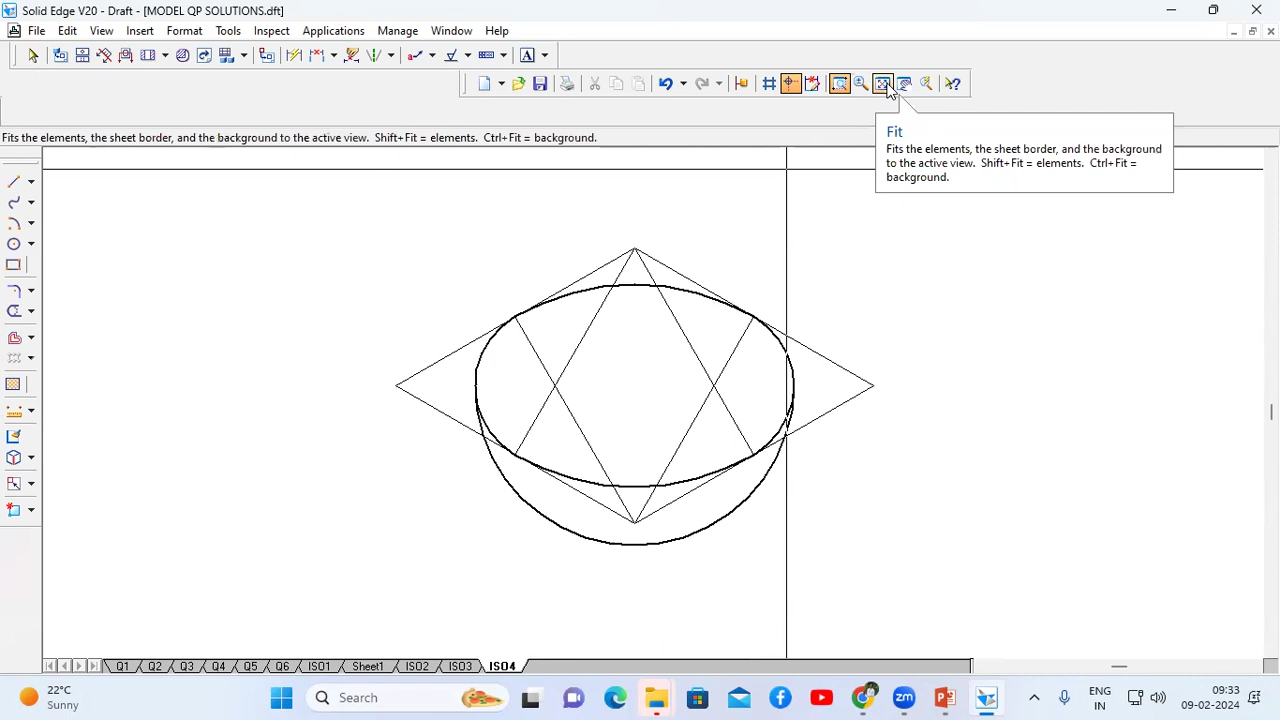 Solid Edge V20 - Draft - [MODEL QP SOLUTIONS.dft]
File Edit View Insert Format Tools Inspect Applications Manage Window Help
Fits the elements, the sheet border, and the background to the active view. Shift+Fit = elements. Ctrl+Fit = background.
Fit
Fits the elements, the sheet border, and the background
to the active view. Shift+Fit = elements. Ctrl+Fit =
background.
Q1 Q2 Q3 Q4 Q5 Q6 ISO1 Sheet1 ISO2 ISO3 ISO4
22°C
Sunny
Search
zm
ENG
IN
09:33
09-02-2024